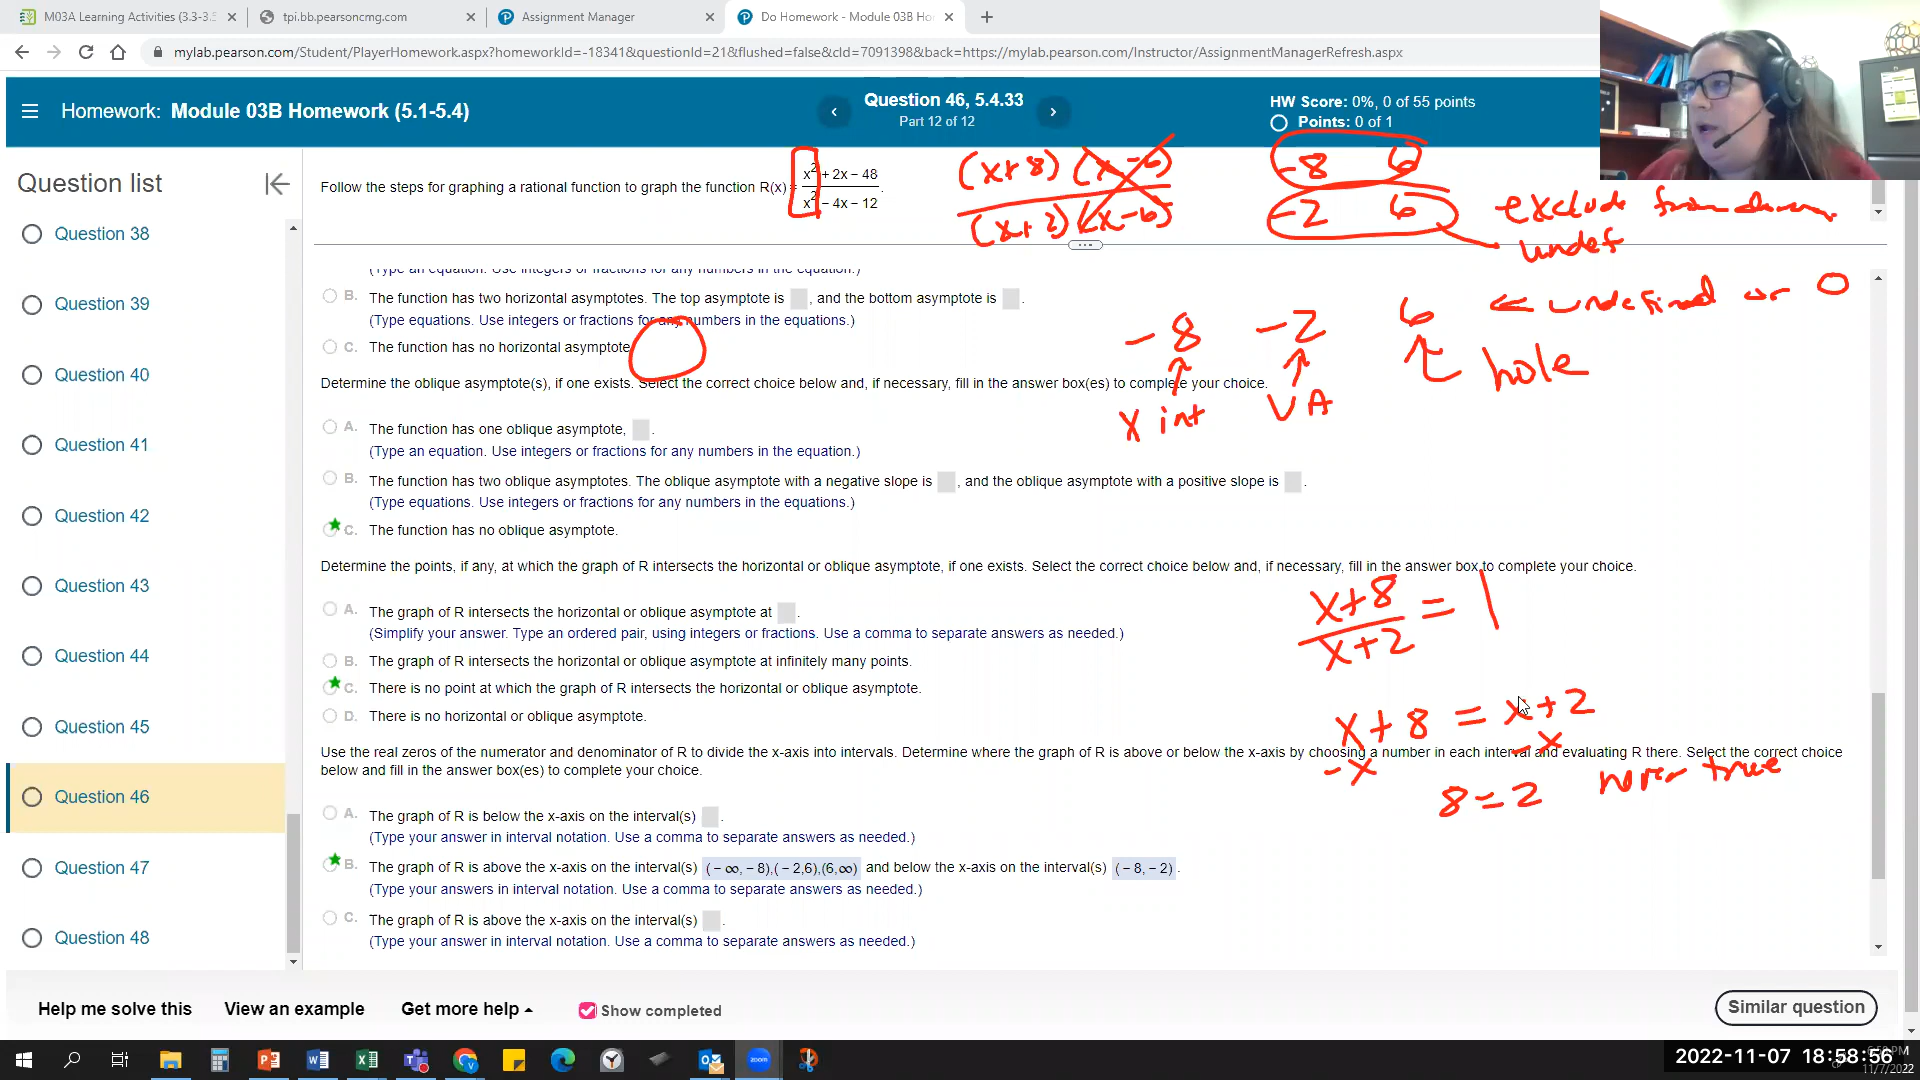 M03A Learning Activities (3.3-3.5
tpi.bb.pearsoncmg.com
Assignment Manager
Do Homework - Module 03B Ho
mylab.pearson.com/Student/PlayerHomework.aspx?homeworkId=-18341&questionId=21&flushed=false&cId=7091398&back=https://mylab.pearson.com/Instructor/AssignmentManagerRefresh.aspx
Homework: Module 03B Homework (5.1-5.4)
Question 46, 5.4.33
Part 12 of 12
HW Score: 0%, 0 of 55 points
Points: 0 of 1
Question list
Question 38
Question 39
Question 40
Question 41
Question 42
Question 43
Question 44
Question 45
Question 46
Question 47
Question 48
Follow the steps for graphing a rational function to graph the function R(x) =
x² + 2x − 48
x² − 4x − 12
.
(x+8) (x-6)
(x+2) (x-6)
-8 6
-2 6
exclude from
undef
(Type an equation. Use integers or fractions for any numbers in the equation.)
B. The function has two horizontal asymptotes. The top asymptote is , and the bottom asymptote is .
(Type equations. Use integers or fractions for any numbers in the equations.)
C. The function has no horizontal asymptote
-8 -2 6 undefined or 0
x int VA hole
Determine the oblique asymptote(s), if one exists. Select the correct choice below and, if necessary, fill in the answer box(es) to complete your choice.
A. The function has one oblique asymptote, .
(Type an equation. Use integers or fractions for any numbers in the equation.)
B. The function has two oblique asymptotes. The oblique asymptote with a negative slope is , and the oblique asymptote with a positive slope is .
(Type equations. Use integers or fractions for any numbers in the equations.)
C. The function has no oblique asymptote.
Determine the points, if any, at which the graph of R intersects the horizontal or oblique asymptote, if one exists. Select the correct choice below and, if necessary, fill in the answer box to complete your choice.
A. The graph of R intersects the horizontal or oblique asymptote at .
(Simplify your answer. Type an ordered pair, using integers or fractions. Use a comma to separate answers as needed.)
B. The graph of R intersects the horizontal or oblique asymptote at infinitely many points.
C. There is no point at which the graph of R intersects the horizontal or oblique asymptote.
D. There is no horizontal or oblique asymptote.
x+8
x+2
= 1
x+8 = x+2
-x -x
8=2 never true
Use the real zeros of the numerator and denominator of R to divide the x-axis into intervals. Determine where the graph of R is above or below the x-axis by choosing a number in each interval and evaluating R there. Select the correct choice
below and fill in the answer box(es) to complete your choice.
A. The graph of R is below the x-axis on the interval(s) .
(Type your answer in interval notation. Use a comma to separate answers as needed.)
B. The graph of R is above the x-axis on the interval(s) (−∞,−8),(−2,6),(6,∞) and below the x-axis on the interval(s) (−8,−2) .
(Type your answers in interval notation. Use a comma to separate answers as needed.)
C. The graph of R is above the x-axis on the interval(s) .
(Type your answer in interval notation. Use a comma to separate answers as needed.)
Help me solve this
View an example
Get more help
Show completed
Similar question
2022-11-07 18:58:56
11/7/2022